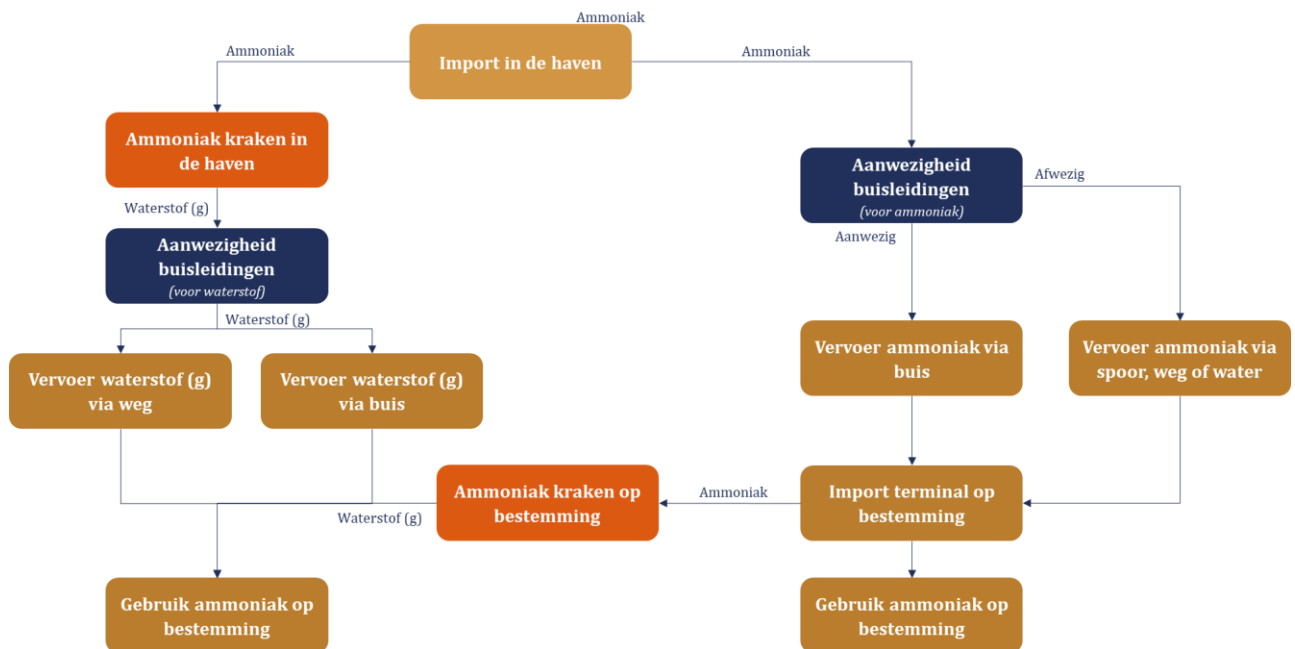 Ammoniak
Ammoniak
Import in de haven
Ammoniak
Ammoniak kraken in
de haven
Waterstof (g)
Aanwezigheid
buisleidingen
(voor waterstof)
Waterstof (g)
Vervoer waterstof (g)
via weg
Vervoer waterstof (g)
via buis
Aanwezigheid
buisleidingen
(voor ammoniak)
Afwezig
Aanwezig
Vervoer ammoniak via
buis
Vervoer ammoniak via
spoor, weg of water
Ammoniak kraken op
bestemming
Ammoniak
Import terminal op
bestemming
Waterstof (g)
Gebruik ammoniak op
bestemming
Gebruik ammoniak op
bestemming